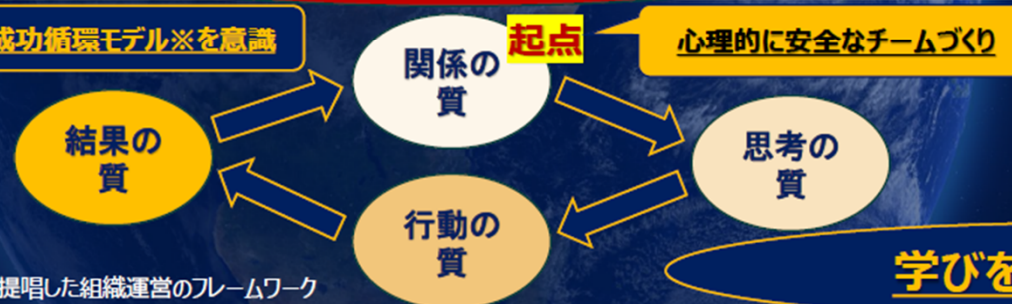 成功循環モデル※を意識
関係の
質
起点
心理的に安全なチームづくり
結果の
質
思考の
質
行動の
質
学びを
提唱した組織運営のフレームワーク